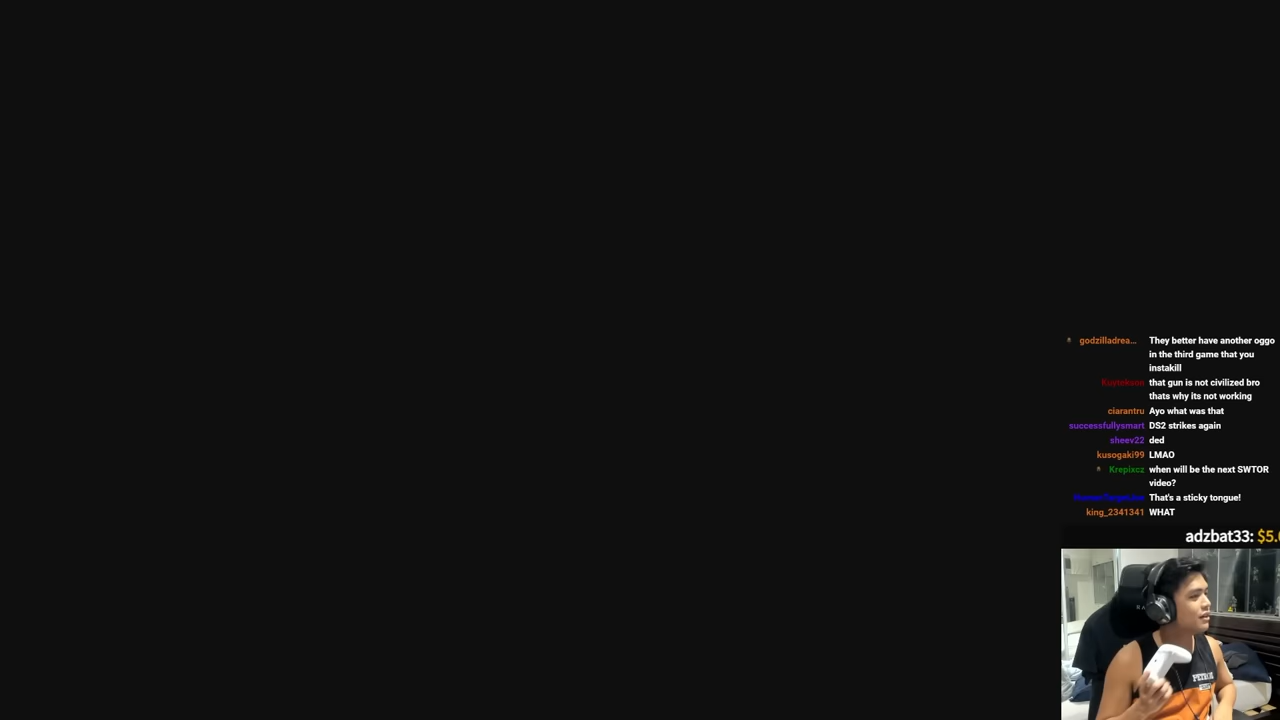 godzilladrea... They better have another oggo
in the third game that you
instakill
that gun is not civilized bro
thats why its not working
ciarantru Ayo what was that
successfullysmart DS2 strikes again
sheev22 ded
kusogaki99 LMAO
Krepixcz when will be the next SWTOR
video?
That's a sticky tongue!
king_2341341 WHAT
adzbat33: $5.